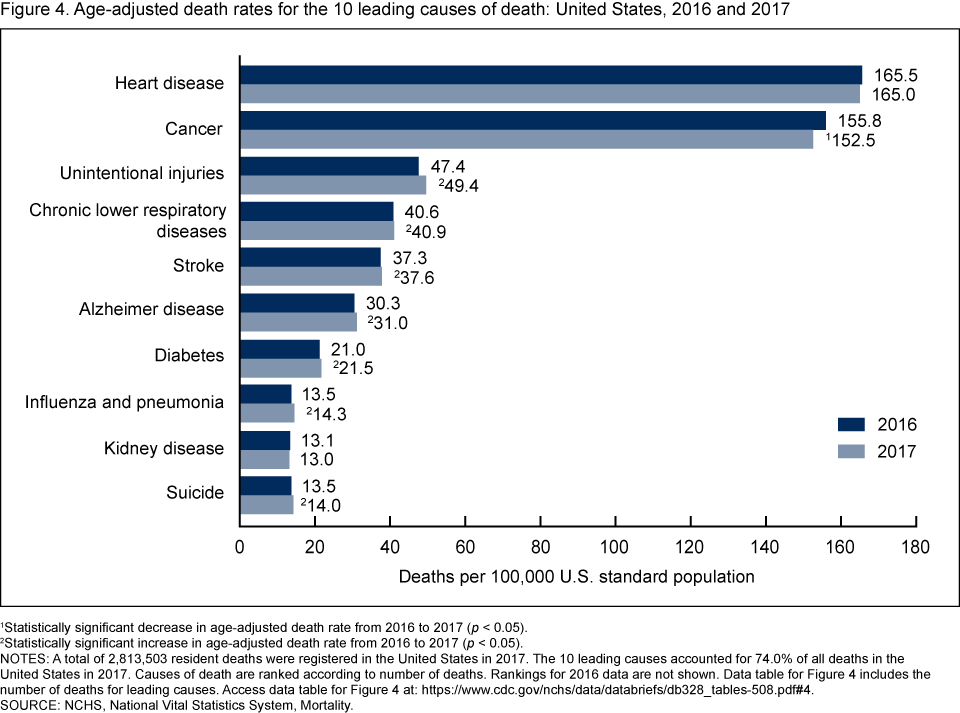 Figure 4. Age-adjusted death rates for the 10 leading causes of death: United States, 2016 and 2017
Heart disease
165.5
165.0
Cancer
155.8
¹152.5
Unintentional injuries
47.4
²49.4
Chronic lower respiratory
diseases
40.6
²40.9
Stroke
37.3
²37.6
Alzheimer disease
30.3
²31.0
Diabetes
21.0
²21.5
Influenza and pneumonia
13.5
²14.3
Kidney disease
13.1
13.0
Suicide
13.5
²14.0
2016
2017
0 20 40 60 80 100 120 140 160 180
Deaths per 100,000 U.S. standard population
¹Statistically significant decrease in age-adjusted death rate from 2016 to 2017 (p < 0.05).
²Statistically significant increase in age-adjusted death rate from 2016 to 2017 (p < 0.05).
NOTES: A total of 2,813,503 resident deaths were registered in the United States in 2017. The 10 leading causes accounted for 74.0% of all deaths in the
United States in 2017. Causes of death are ranked according to number of deaths. Rankings for 2016 data are not shown. Data table for Figure 4 includes the
number of deaths for leading causes. Access data table for Figure 4 at: https://www.cdc.gov/nchs/data/databriefs/db328_tables-508.pdf#4.
SOURCE: NCHS, National Vital Statistics System, Mortality.